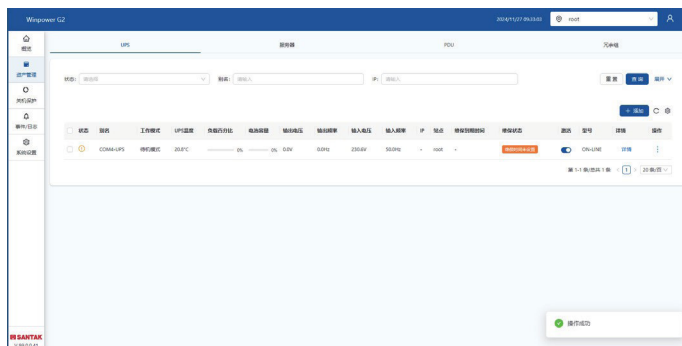 Winpower G2
2024/11/27 09:33:03
root
概览
资产管理
关机保护
事件/日志
系统设置
UPS
服务器
PDU
冗余组
状态: 请选择
别名: 请输入
IP: 请输入
重置
查询
展开
+ 添加
状态 别名 工作模式 UPS温度 负载百分比 电池容量 输出电压 输出频率 输入电压 输入频率 IP 站点 维保到期时间 维保状态 激活 型号 详情 操作
COM4-UPS 待机模式 20.8°C 0% 0% 0.0V 0.0Hz 230.6V 50.0Hz - root - ON-LINE 详情
第 1-1 条/总共 1 条 < 1 > 20 条/页
操作成功
SANTAK